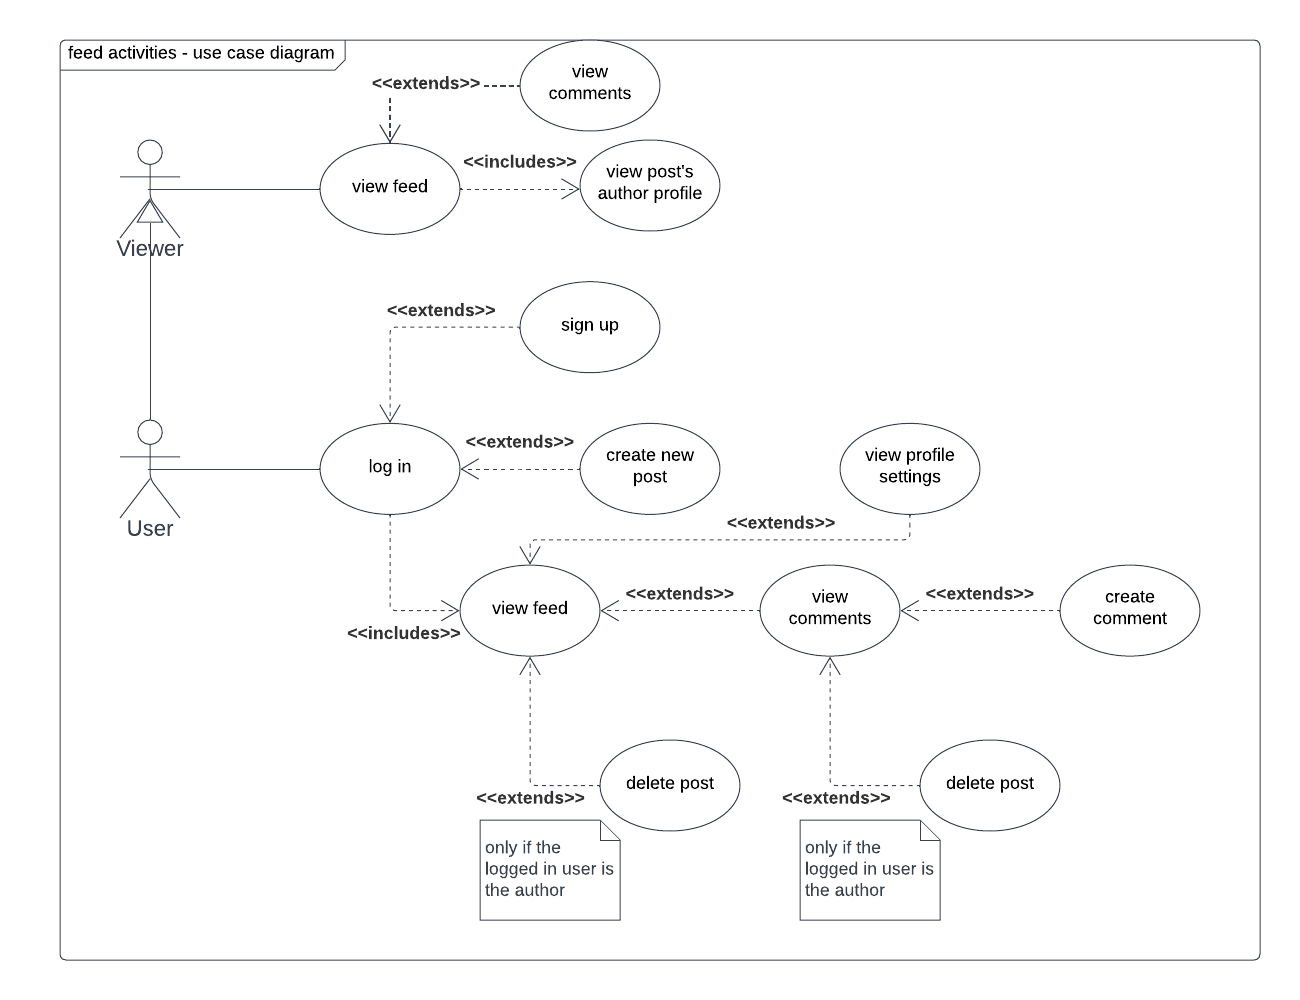 feed activities - use case diagram
<<extends>>
view
comments
<<includes>>
view post's
author profile
view feed
Viewer
<<extends>>
sign up
<<extends>>
create new
post
view profile
settings
log in
User
<<extends>>
view feed
<<extends>>
view
comments
<<extends>>
create
comment
<<includes>>
delete post
delete post
<<extends>>
<<extends>>
only if the
logged in user is
the author
only if the
logged in user is
the author